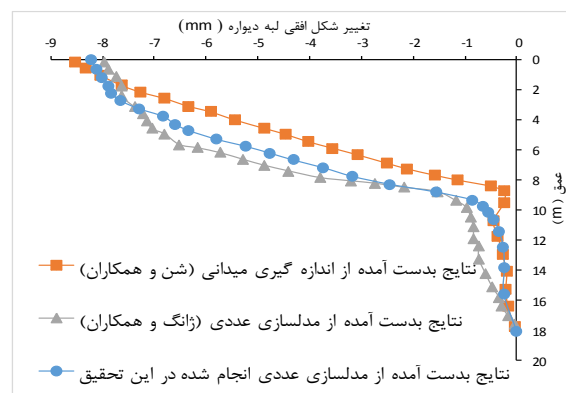 تغییر شکل افقی لبه دیواره (mm)
-9 -8 -7 -6 -5 -4 -3 -2 -1 0
0
2
4
6
8
10
12
14
16
18
20
عمق (m)
نتایج بدست آمده از اندازه گیری میدانی (شن و همکاران)
نتایج بدست آمده از مدلسازی عددی (ژانگ و همکاران)
نتایج بدست آمده از مدلسازی عددی انجام شده در این تحقیق